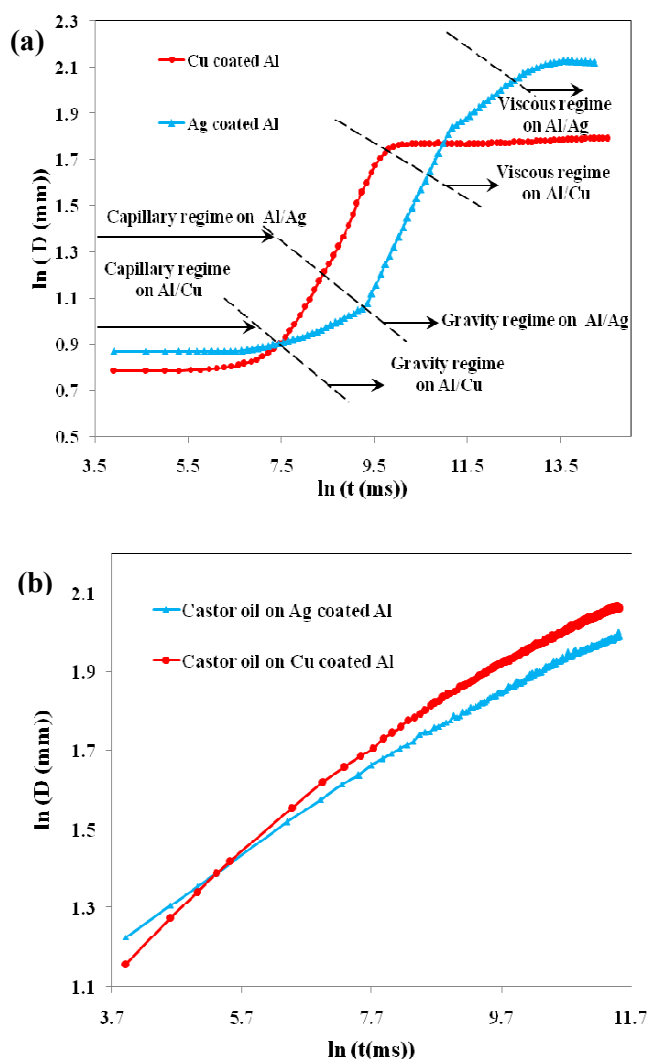 (a)
Cu coated Al
Ag coated Al
2.1
1.9
1.7
1.5
1.3
1.1
0.9
0.7
0.5
3.5
5.5
7.5
9.5
11.5
13.5
ln ( D (mm))
ln (t (ms))
Viscous regime
on Al/Ag
Viscous regime
on Al/Cu
Capillary regime on Al/Ag
Capillary regime
on Al/Cu
Gravity regime on Al/Ag
Gravity regime
on Al/Cu
(b)
Castor oil on Ag coated Al
Castor oil on Cu coated Al
2.1
1.9
1.7
1.5
1.3
1.1
3.7
5.7
7.7
9.7
11.7
ln (D (mm))
ln (t(ms))